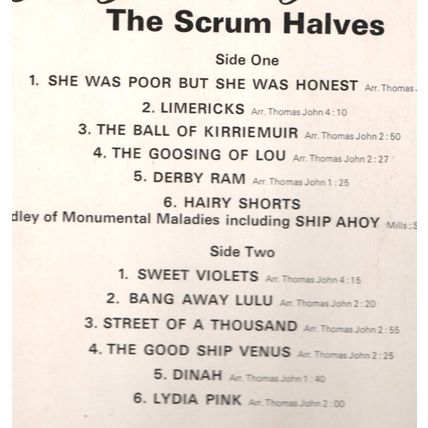 The Scrum Halves
Side One
1. SHE WAS POOR BUT SHE WAS HONEST Arr. Thomas
2. LIMERICKS Arr. Thomas John 4:10
3. THE BALL OF KIRRIEMUIR Arr. Thomas John 2:50
4. THE GOOSING OF LOU Arr. Thomas John 2:27
5. DERBY RAM Arr. Thomas John 1:25
6. HAIRY SHORTS
dley of Monumental Maladies including SHIP AHOY Mills:S
Side Two
1. SWEET VIOLETS Arr. Thomas John 4:15
2. BANG AWAY LULU Arr. Thomas John 2:20
3. STREET OF A THOUSAND Arr. Thomas John 2:55
4. THE GOOD SHIP VENUS Arr. Thomas John 2:25
5. DINAH Arr. Thomas John 1:40
6. LYDIA PINK Arr. Thomas John 2:00